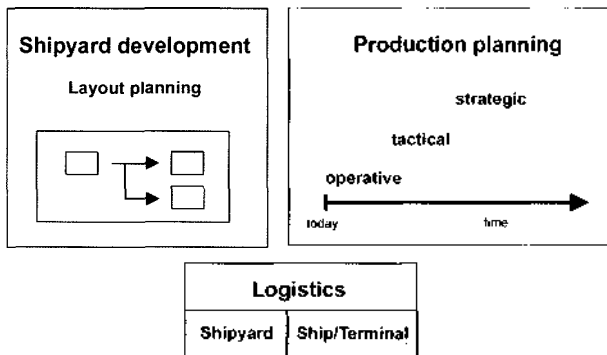 Shipyard development
Layout planning
Production planning
strategic
tactical
operative
today
time
Logistics
Shipyard
Ship/Terminal